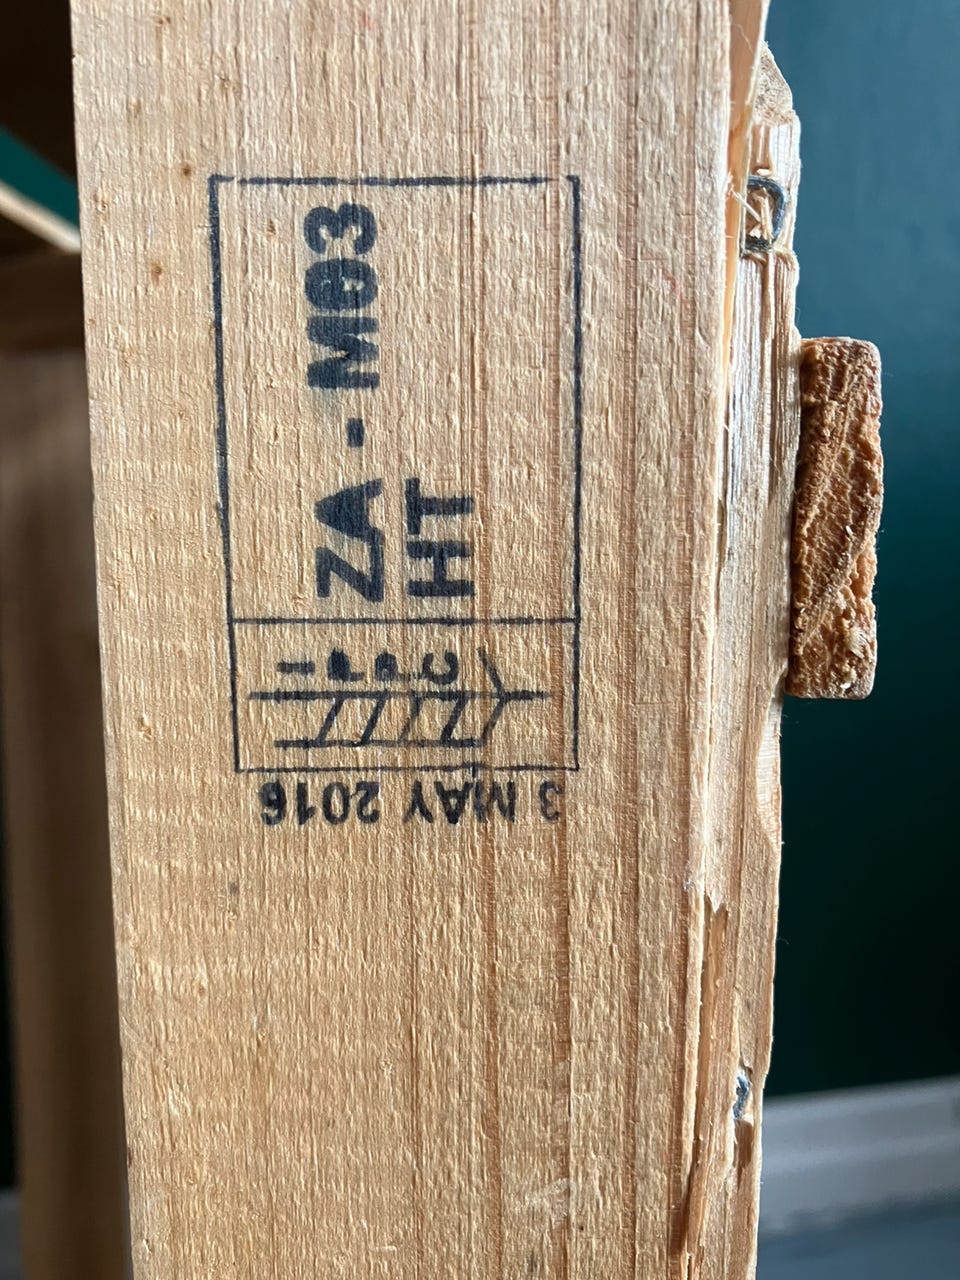 ZA - M03
HT
IPPC
3 MAY 2016